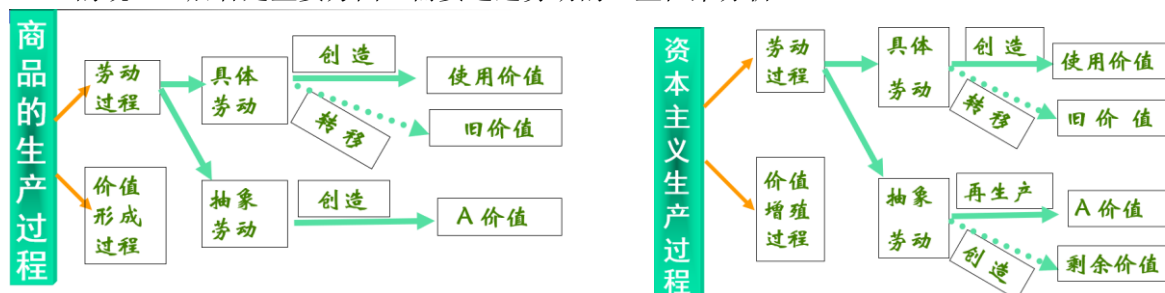 商品的生产过程
劳动
过程
具体
劳动
创造
使用价值
转移
旧价值
价值
形成
过程
抽象
劳动
创造
A 价值
资本主义生产过程
劳动
过程
具体
劳动
创造
使用价值
转移
旧价值
价值
增殖
过程
抽象
劳动
再生产
A 价值
创造
剩余价值